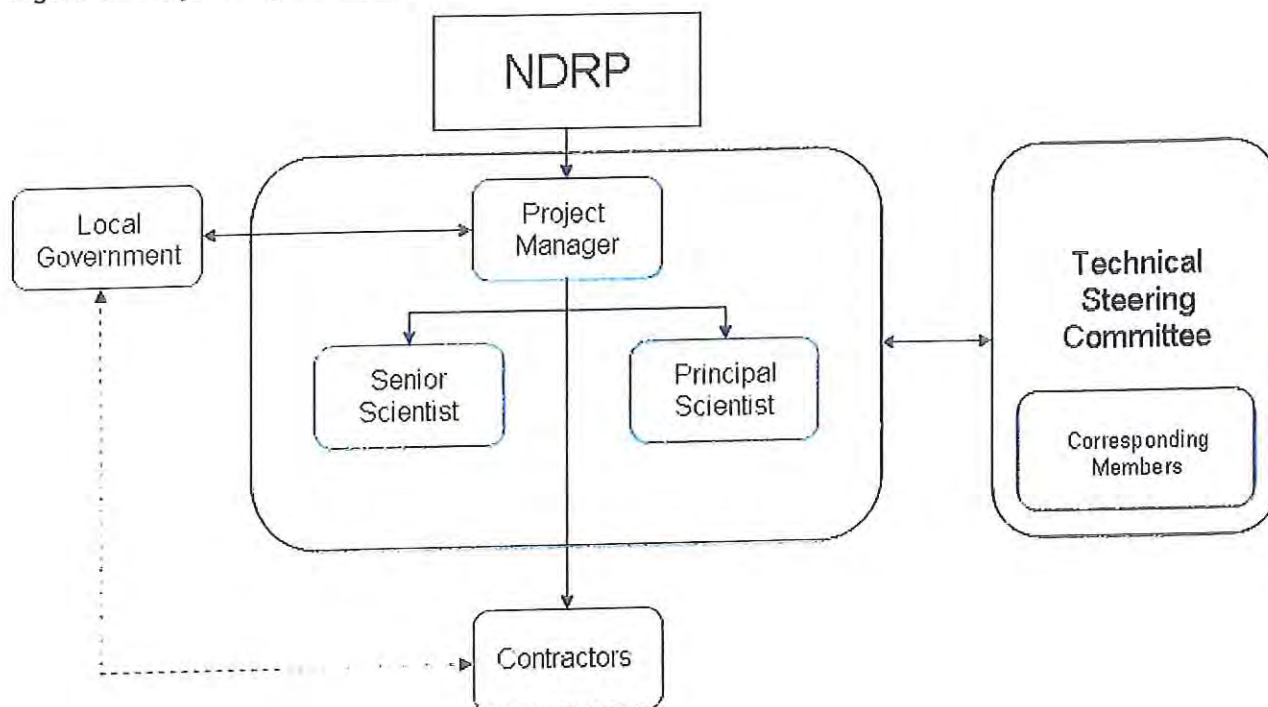 NDRP
Project
Manager
Local
Government
Technical
Steering
Committee
Senior
Scientist
Principal
Scientist
Corresponding
Members
Contractors